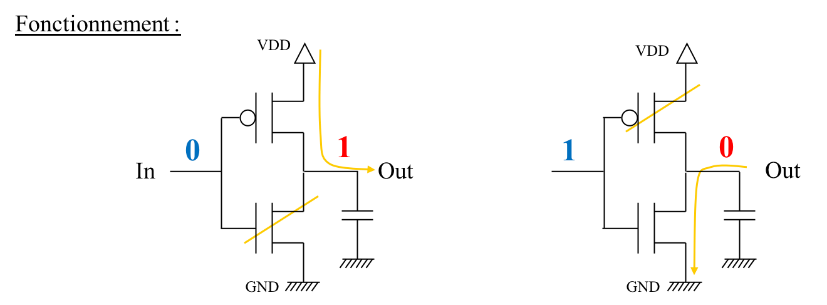 Fonctionnement :
VDD
In
0
1
Out
GND
VDD
1
0
Out
GND